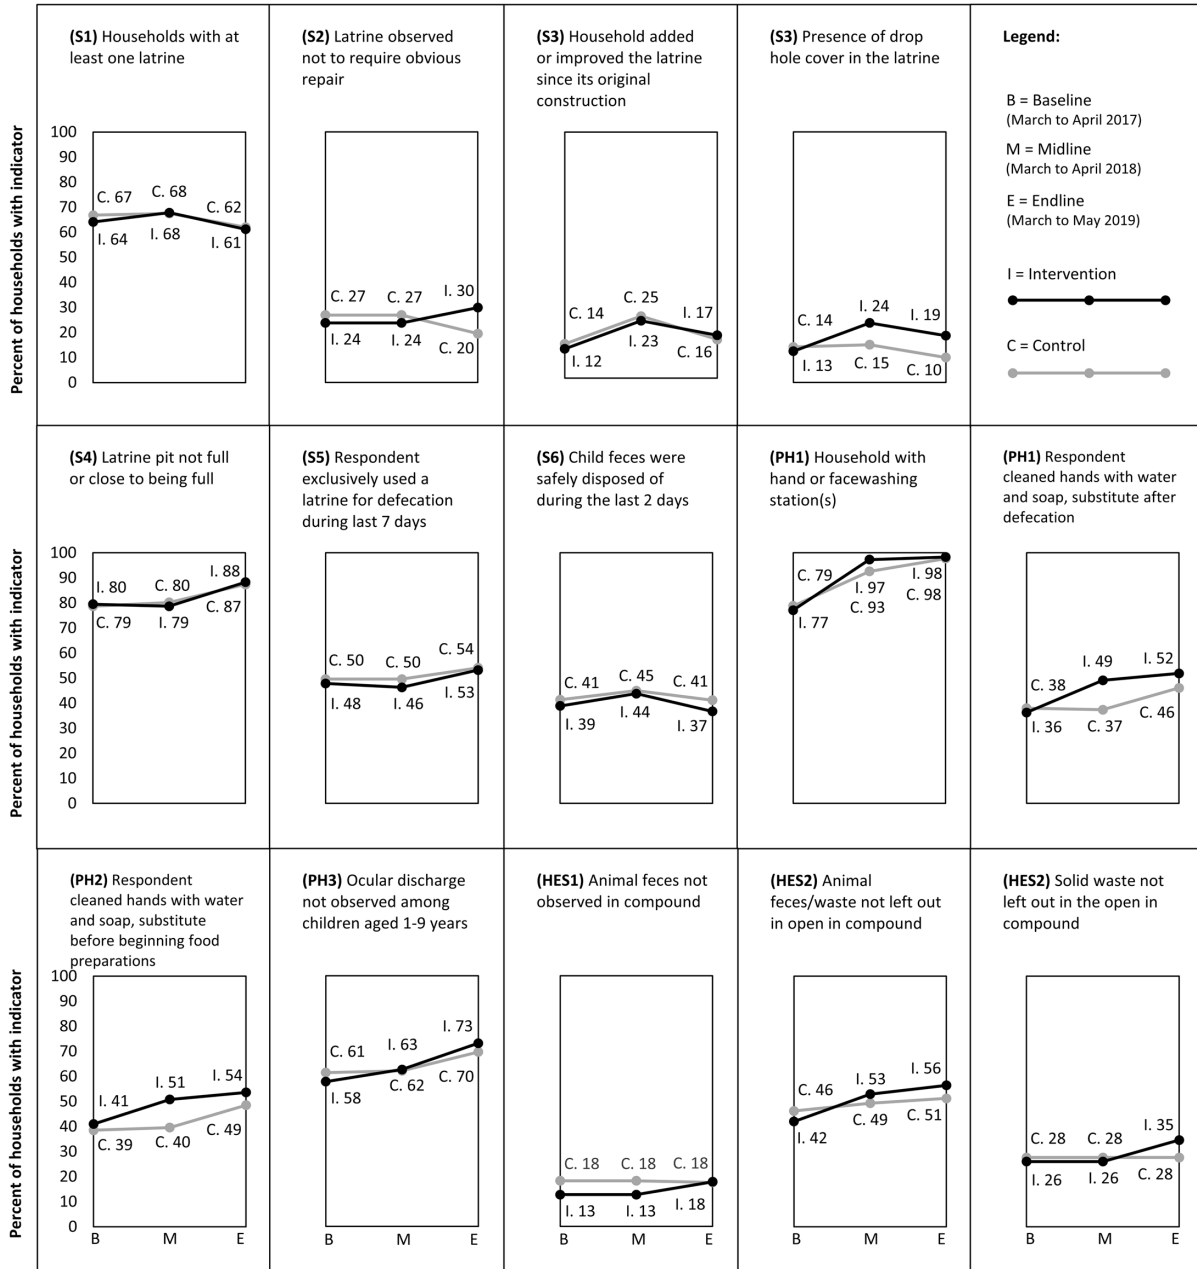 (S1) Households with at
least one latrine
Percent of households with indicator
100
90
80
70
60
50
40
30
20
10
0
C. 67
C. 68
C. 62
I. 64
I. 68
I. 61
(S2) Latrine observed
not to require obvious
repair
C. 27
C. 27
I. 30
I. 24
I. 24
C. 20
(S3) Household added
or improved the latrine
since its original
construction
C. 14
C. 25
I. 17
I. 12
I. 23
C. 16
(S3) Presence of drop
hole cover in the latrine
C. 14
I. 24
I. 19
I. 13
C. 15
C. 10
Legend:
B = Baseline
(March to April 2017)
M = Midline
(March to April 2018)
E = Endline
(March to May 2019)
I = Intervention
C = Control
(S4) Latrine pit not full
or close to being full
Percent of households with indicator
100
90
80
70
60
50
40
30
20
10
0
I. 80
C. 80
I. 88
C. 79
I. 79
C. 87
(S5) Respondent
exclusively used a
latrine for defecation
during last 7 days
C. 50
C. 50
C. 54
I. 48
I. 46
I. 53
(S6) Child feces were
safely disposed of
during the last 2 days
C. 41
C. 45
C. 41
I. 39
I. 44
I. 37
(PH1) Household with
hand or facewashing
station(s)
C. 79
I. 97
I. 98
I. 77
C. 93
C. 98
(PH1) Respondent
cleaned hands with water
and soap, substitute after
defecation
C. 38
I. 49
I. 52
I. 36
C. 37
C. 46
(PH2) Respondent
cleaned hands with water
and soap, substitute
before beginning food
preparations
Percent of households with indicator
100
90
80
70
60
50
40
30
20
10
0
I. 41
I. 51
I. 54
C. 39
C. 40
C. 49
B
M
E
(PH3) Ocular discharge
not observed among
children aged 1-9 years
C. 61
I. 63
I. 73
I. 58
C. 62
C. 70
B
M
E
(HES1) Animal feces not
observed in compound
C. 18
C. 18
C. 18
I. 13
I. 13
I. 18
B
M
E
(HES2) Animal
feces/waste not left out
in open in compound
C. 46
I. 53
I. 56
I. 42
C. 49
C. 51
B
M
E
(HES2) Solid waste not
left out in the open in
compound
C. 28
C. 28
I. 35
I. 26
I. 26
C. 28
B
M
E